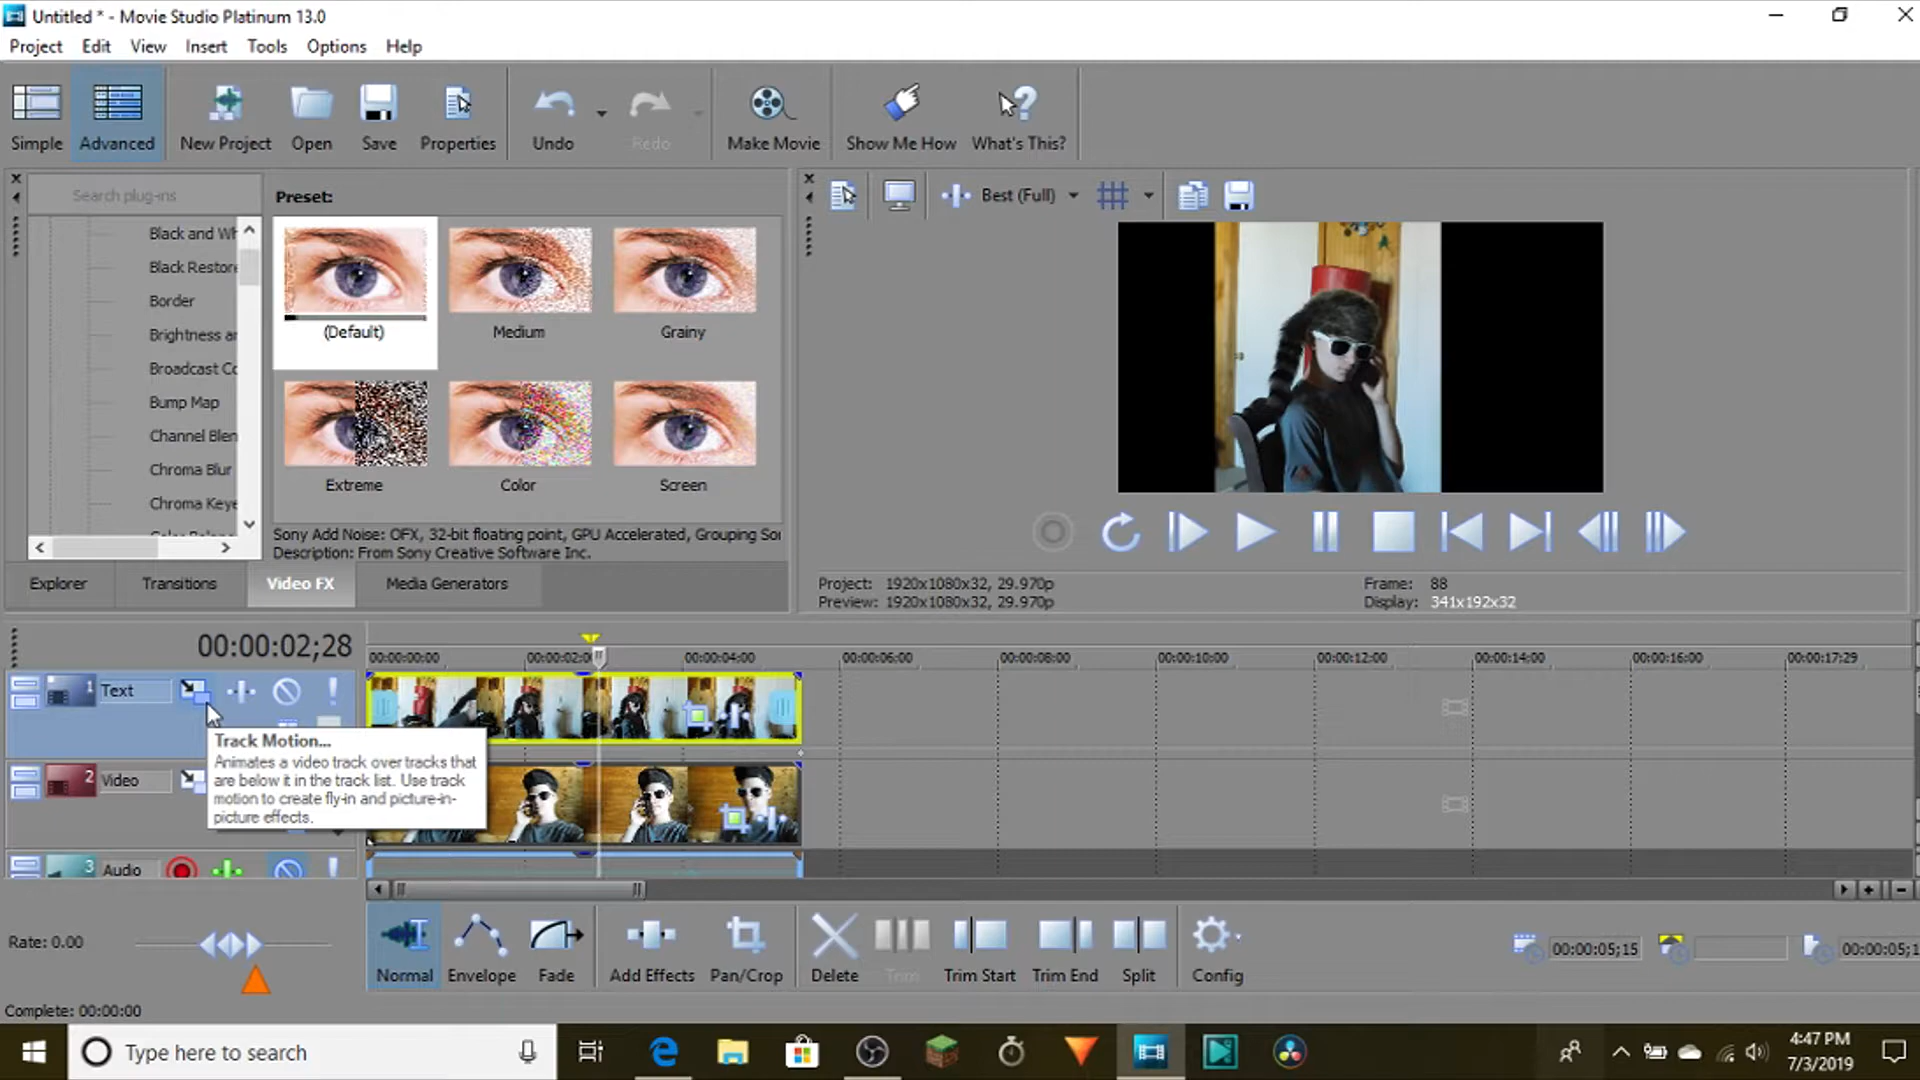 Untitled * - Movie Studio Platinum 13.0
Project Edit View Insert Tools Options Help
Simple Advanced New Project Open Save Properties Undo Redo Make Movie Show Me How What's This?
Search plug-ins
Preset:
Best (Full)
Black and Wh
Black Restore
Border
Brightness an
Broadcast Co
Bump Map
Channel Blen
Chroma Blur
Chroma Keye
(Default) Medium Grainy
Extreme Color Screen
Sony Add Noise: OFX, 32-bit floating point, GPU Accelerated, Grouping So
Description: From Sony Creative Software Inc.
Explorer Transitions Video FX Media Generators
Project: 1920x1080x32, 29.970p Frame: 88
Preview: 1920x1080x32, 29.970p Display: 341x192x32
00:00:02;28
00:00:00:00 00:00:02:0 00:00:04:00 00:00:06:00 00:00:08:00 00:00:10:00 00:00:12:00 00:00:14:00 00:00:16:00 00:00:17:29
1 Text
Track Motion...
Animates a video track over tracks that
are below it in the track list. Use track
motion to create fly-in and picture-in-
picture effects.
2 Video
3 Audio
Rate: 0.00
Normal Envelope Fade Add Effects Pan/Crop Delete Trim Trim Start Trim End Split Config
00:00:05;15 00:00:05;1
Complete: 00:00:00
Type here to search
4:47 PM
7/3/2019